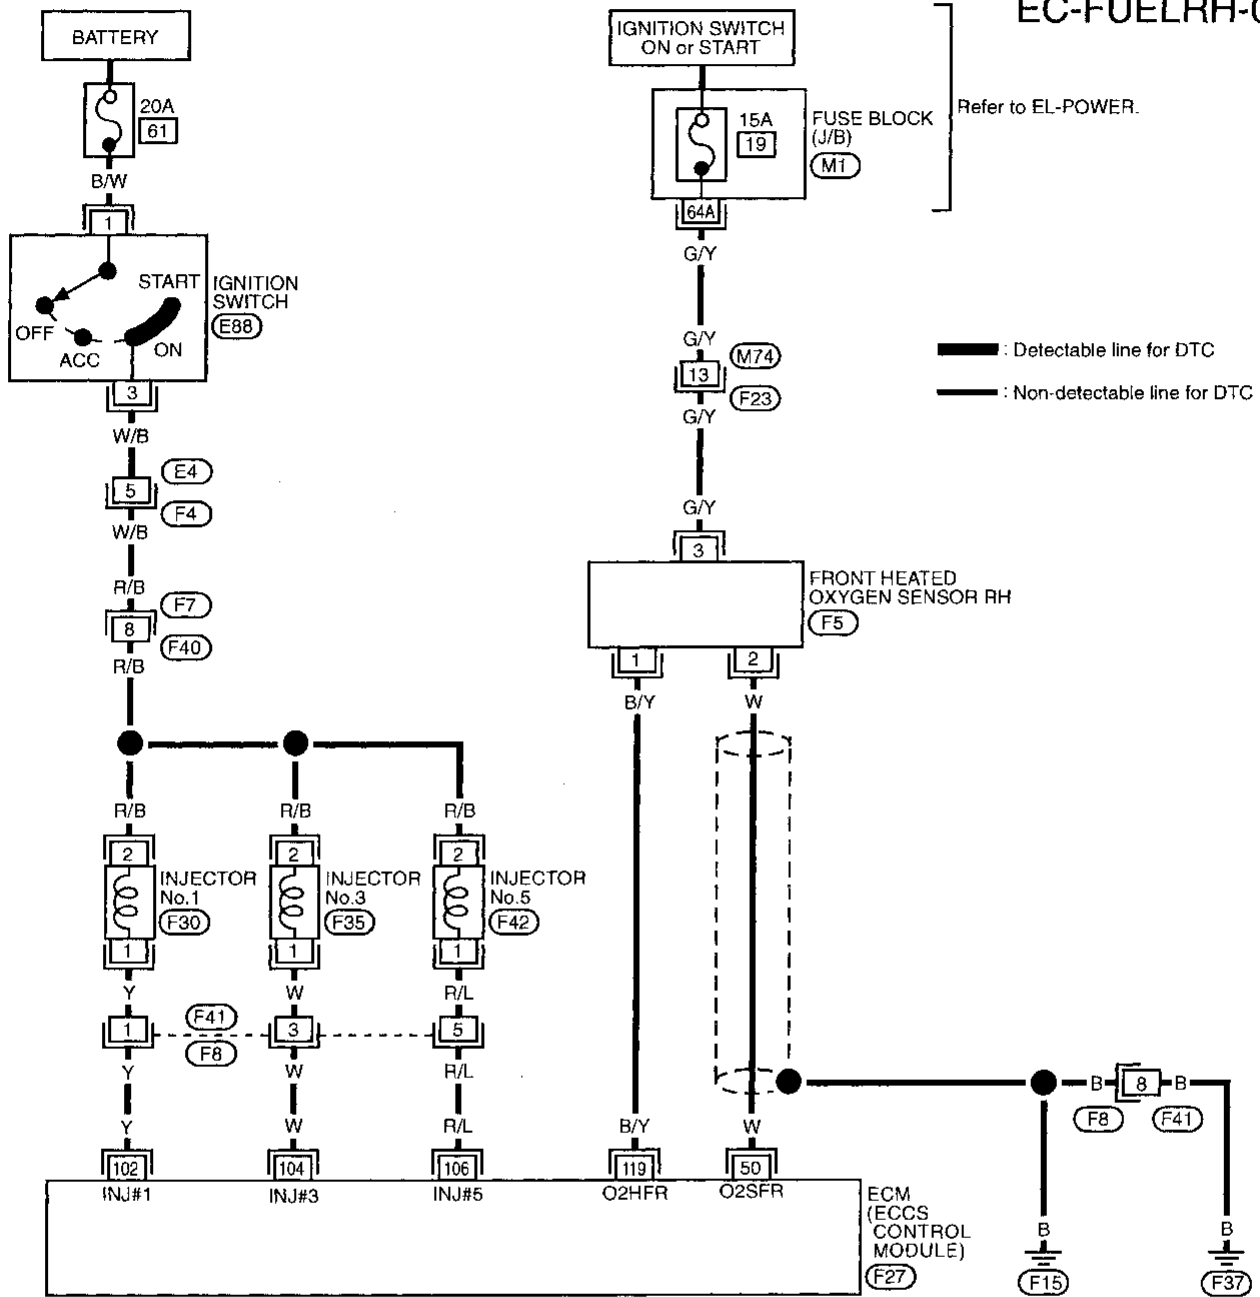 EC-FUELRH-0
BATTERY
20A
61
B/W
1
START
OFF
ACC
ON
IGNITION
SWITCH
E88
3
W/B
E4
5
F4
W/B
R/B
F7
8
F40
R/B
R/B
R/B
R/B
2
2
2
INJECTOR
No.1
F30
INJECTOR
No.3
F35
INJECTOR
No.5
F42
1
1
1
Y
W
R/L
1
F41
F8
3
5
Y
W
R/L
Y
W
R/L
102
104
106
INJ#1
INJ#3
INJ#5
IGNITION SWITCH
ON or START
15A
19
FUSE BLOCK
(J/B)
M1
Refer to EL-POWER.
64A
G/Y
G/Y
M74
13
F23
G/Y
G/Y
3
FRONT HEATED
OXYGEN SENSOR RH
F5
1
2
B/Y
W
B/Y
W
119
50
O2HFR
O2SFR
: Detectable line for DTC
: Non-detectable line for DTC
B
8
B
F8
F41
B
B
F15
F37
ECM
(ECCS
CONTROL
MODULE)
F27